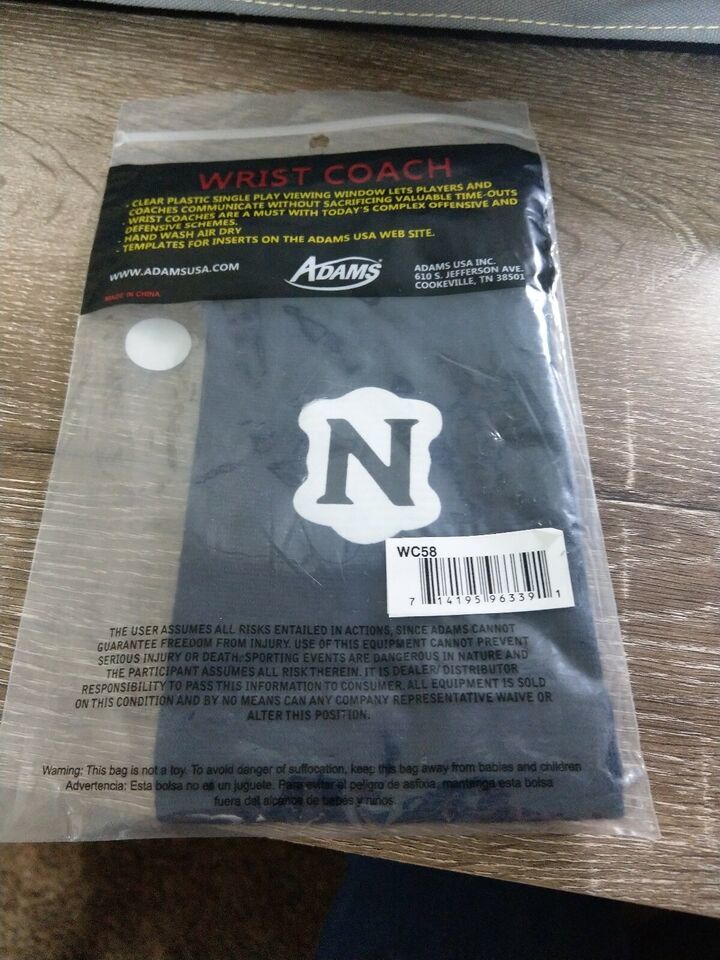 WRIST COACH
· CLEAR PLASTIC SINGLE PLAY VIEWING WINDOW LETS PLAYERS AND
COACHES COMMUNICATE WITHOUT SACRIFICING VALUABLE TIME-OUTS
WRIST COACHES ARE A MUST WITH TODAY'S COMPLEX OFFENSIVE AND
DEFENSIVE SCHEMES.
· HAND WASH AIR DRY
· TEMPLATES FOR INSERTS ON THE ADAMS USA WEB SITE.
WWW.ADAMSUSA.COM
ADAMS®
ADAMS USA INC.
610 S. JEFFERSON AVE.
COOKEVILLE, TN 38501
MADE IN CHINA
N
WC58
7 14195 96339 1
THE USER ASSUMES ALL RISKS ENTAILED IN ACTIONS, SINCE ADAMS CANNOT
GUARANTEE FREEDOM FROM INJURY. USE OF THIS EQUIPMENT CANNOT PREVENT
SERIOUS INJURY OR DEATH. SPORTING EVENTS ARE DANGEROUS IN NATURE AND
THE PARTICIPANT ASSUMES ALL RISK THEREIN. IT IS DEALER/ DISTRIBUTOR
RESPONSIBILITY TO PASS THIS INFORMATION TO CONSUMER. ALL EQUIPMENT IS SOLD
ON THIS CONDITION AND BY NO MEANS CAN ANY COMPANY REPRESENTATIVE WAIVE OR
ALTER THIS POSITION.
Warning: This bag is not a toy. To avoid danger of suffocation, keep this bag away from babies and children
Advertencia: Esta bolsa no es un juguete. Para evitar el peligro de asfixia, mantenga esta bolsa
fuera del alcance de bebés y niños.